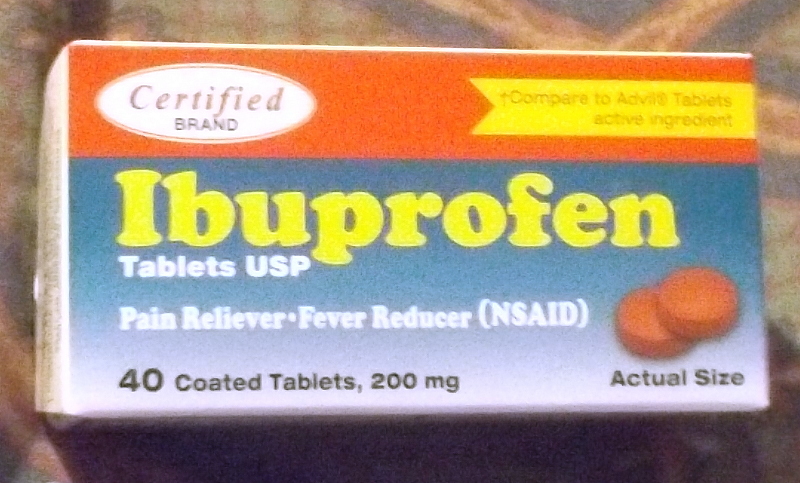 Certified
BRAND
†Compare to Advil® Tablets
active ingredient
Ibuprofen
Tablets USP
Pain Reliever•Fever Reducer (NSAID)
40 Coated Tablets, 200 mg
Actual Size